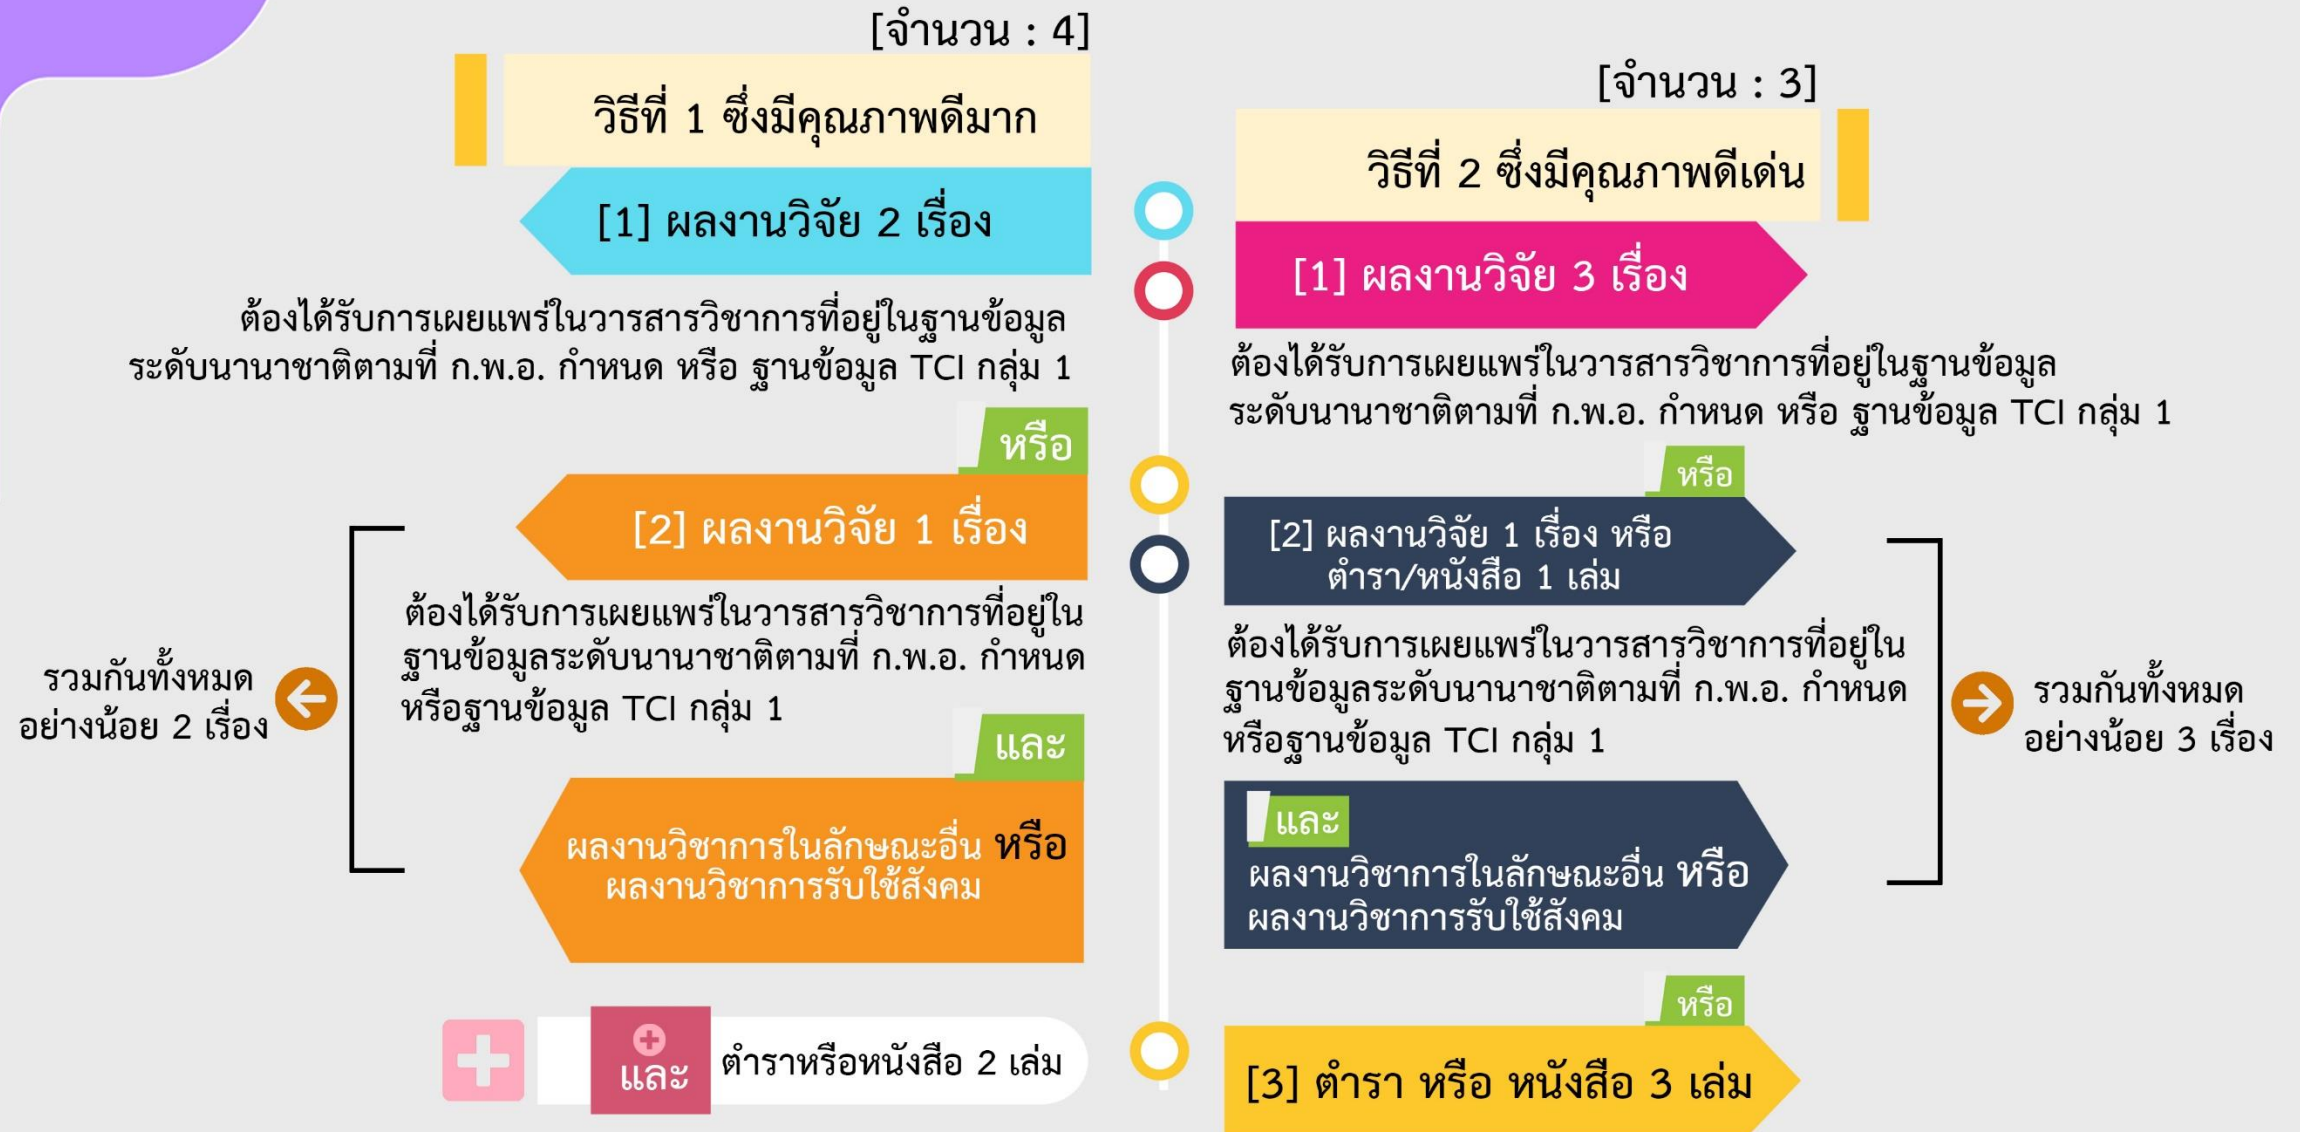 [จำนวน : 4]
วิธีที่ 1 ซึ่งมีคุณภาพดีมาก
[1] ผลงานวิจัย 2 เรื่อง
ต้องได้รับการเผยแพร่ในวารสารวิชาการที่อยู่ในฐานข้อมูล
ระดับนานาชาติตามที่ ก.พ.อ. กำหนด หรือ ฐานข้อมูล TCI กลุ่ม 1
หรือ
[2] ผลงานวิจัย 1 เรื่อง
ต้องได้รับการเผยแพร่ในวารสารวิชาการที่อยู่ใน
ฐานข้อมูลระดับนานาชาติตามที่ ก.พ.อ. กำหนด
หรือฐานข้อมูล TCI กลุ่ม 1
และ
ผลงานวิชาการในลักษณะอื่น หรือ
ผลงานวิชาการรับใช้สังคม
รวมกันทั้งหมด
อย่างน้อย 2 เรื่อง
และ ตำราหรือหนังสือ 2 เล่ม
[จำนวน : 3]
วิธีที่ 2 ซึ่งมีคุณภาพดีเด่น
[1] ผลงานวิจัย 3 เรื่อง
ต้องได้รับการเผยแพร่ในวารสารวิชาการที่อยู่ในฐานข้อมูล
ระดับนานาชาติตามที่ ก.พ.อ. กำหนด หรือ ฐานข้อมูล TCI กลุ่ม 1
หรือ
[2] ผลงานวิจัย 1 เรื่อง หรือ
ตำรา/หนังสือ 1 เล่ม
ต้องได้รับการเผยแพร่ในวารสารวิชาการที่อยู่ใน
ฐานข้อมูลระดับนานาชาติตามที่ ก.พ.อ. กำหนด
หรือฐานข้อมูล TCI กลุ่ม 1
และ
ผลงานวิชาการในลักษณะอื่น หรือ
ผลงานวิชาการรับใช้สังคม
รวมกันทั้งหมด
อย่างน้อย 3 เรื่อง
หรือ
[3] ตำรา หรือ หนังสือ 3 เล่ม